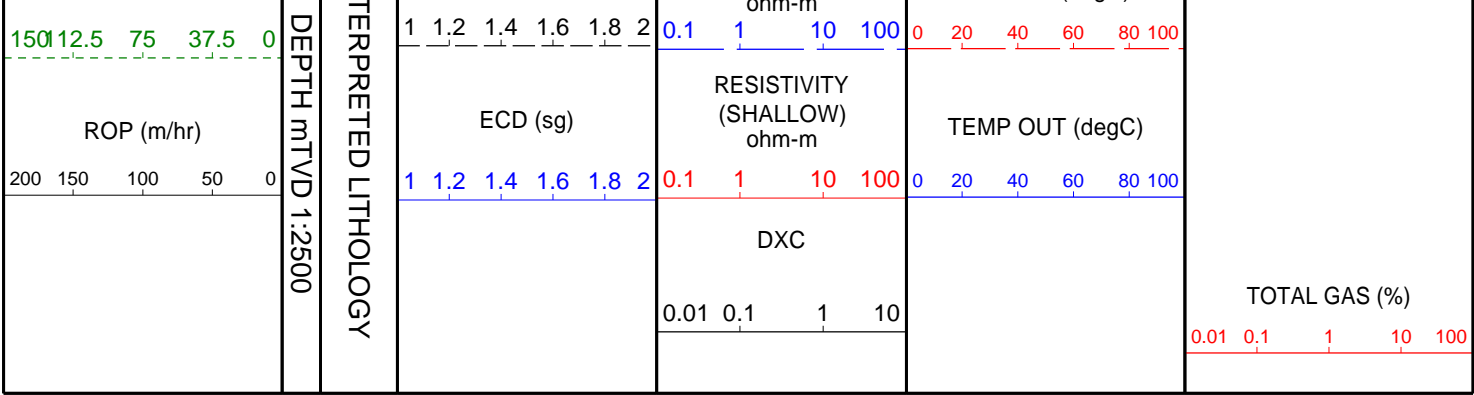 150 112.5 75 37.5 0
ROP (m/hr)
200 150 100 50 0
DEPTH mTVD 1:2500
TERPRETED LITHOLOGY
1 1.2 1.4 1.6 1.8 2
ECD (sg)
1 1.2 1.4 1.6 1.8 2
ohm-m
0.1 1 10 100
RESISTIVITY
(SHALLOW)
ohm-m
0.1 1 10 100
DXC
0.01 0.1 1 10
0 20 40 60 80 100
TEMP OUT (degC)
0 20 40 60 80 100
TOTAL GAS (%)
0.01 0.1 1 10 100